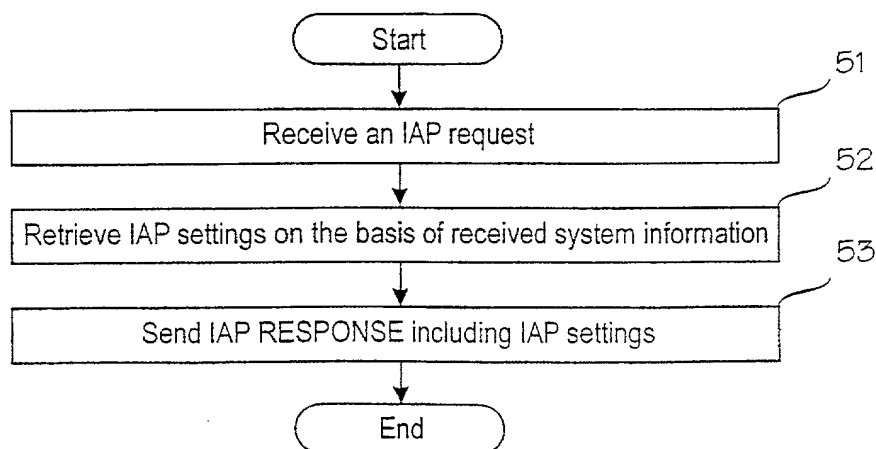 Start
51
Receive an IAP request
52
Retrieve IAP settings on the basis of received system information
53
Send IAP RESPONSE including IAP settings
End